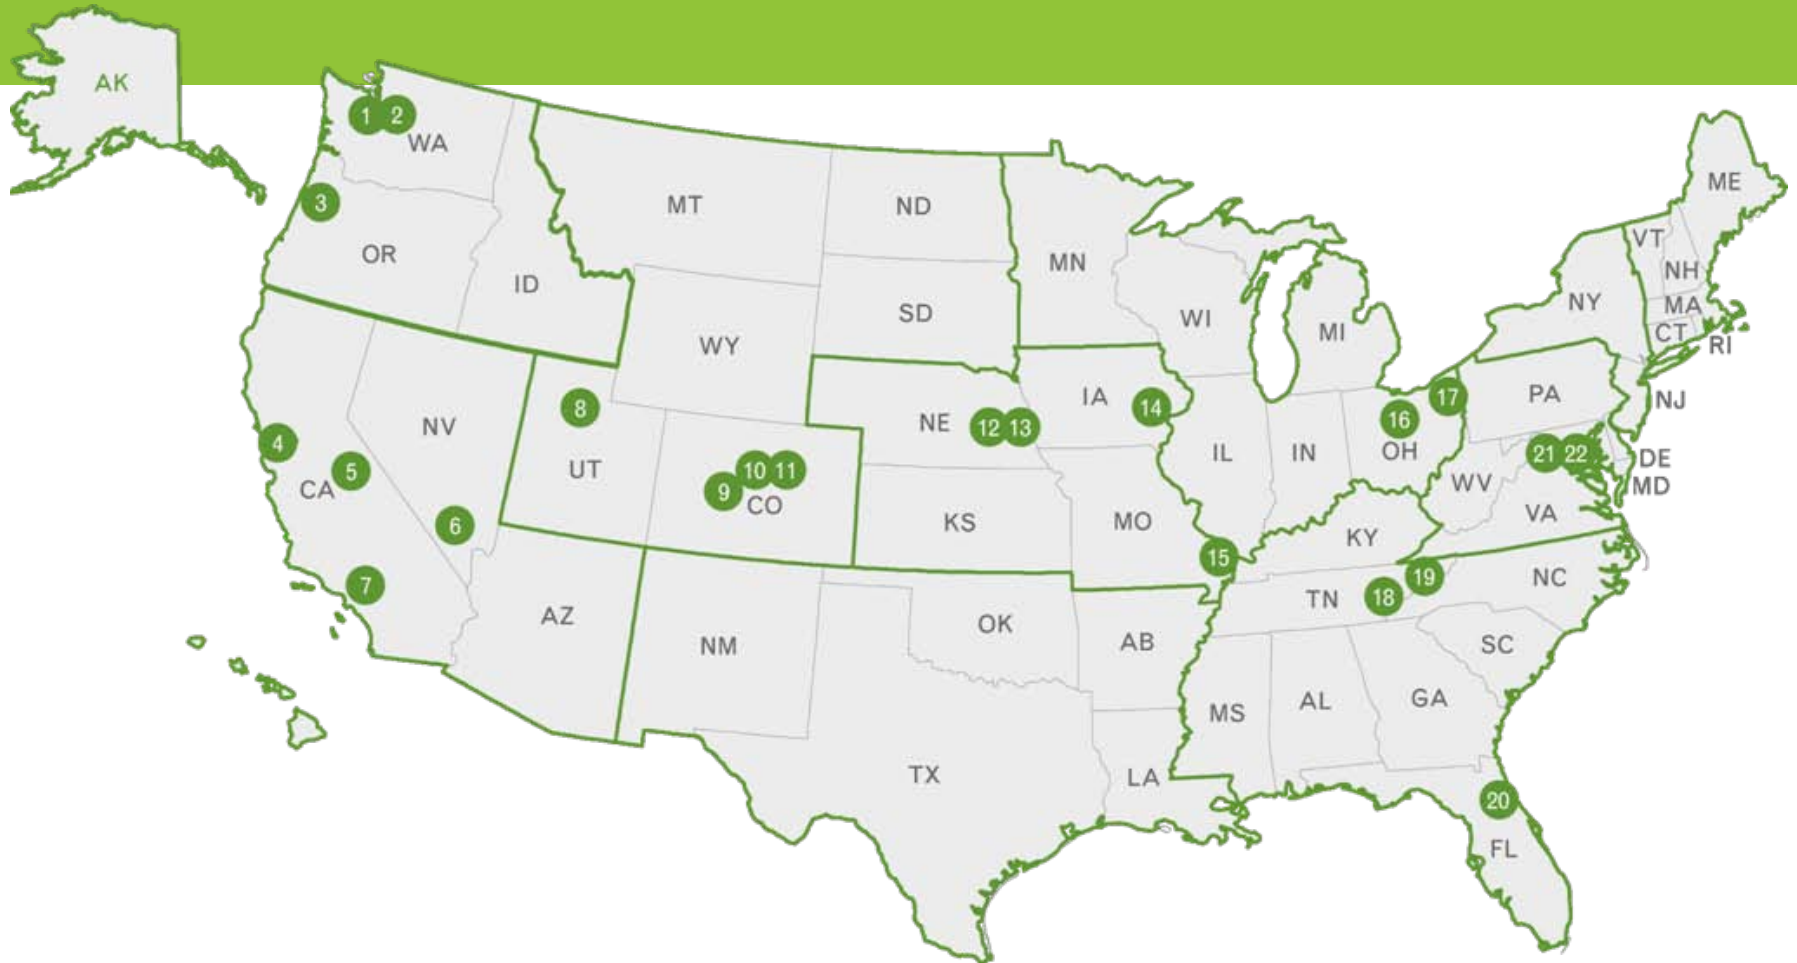 AK
1 2
WA
ME
3
MT
ND
VT
OR
MN
NH
ID
NY
MA
SD
WI
MI
CT
RI
WY
8
IA
14
17
PA
NJ
NE
12 13
16
NV
4
OH
UT
10 11
IL
IN
21 22
DE
CA
5
9
CO
WV
MD
6
KS
MO
VA
KY
15
7
19
NC
TN
18
AZ
OK
NM
AB
SC
MS
AL
GA
TX
LA
20
FL